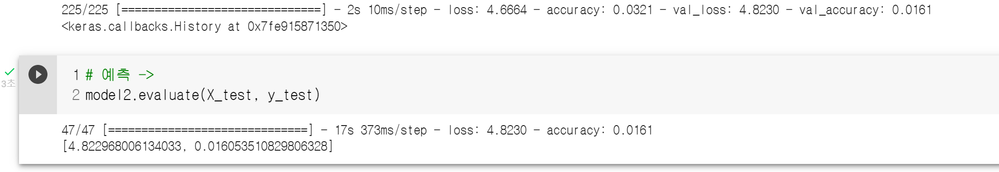 225/225 [==============================] - 2s 10ms/step - loss: 4.6664 - accuracy: 0.0321 - val_loss: 4.8230 - val_accuracy: 0.0161
<keras.callbacks.History at 0x7fe915871350>
1 # 예측 ->
3초
2 model2.evaluate(X_test, y_test)
47/47 [==============================] - 17s 373ms/step - loss: 4.8230 - accuracy: 0.0161
[4.822968006134033, 0.016053510829806328]